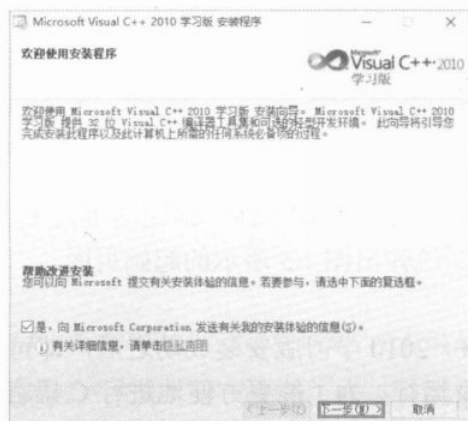 Microsoft Visual C++ 2010 学习版 安装程序
欢迎使用安装程序
Microsoft
Visual C++ 2010
学习版
欢迎使用 Microsoft Visual C++ 2010 学习版 安装向导。 Microsoft Visual C++ 2010
学习版 提供 32 位 Visual C++ 编译器工具集和可选的轻型开发环境。 此向导将引导您
完成安装此程序以及此计算机上所需的任何系统必备项的过程。
帮助改进安装
您可以向 Microsoft 提交有关安装体验的信息。若要参与，请选中下面的复选框。
是，向 Microsoft Corporation 发送有关我的安装体验的信息(S)。
有关详细信息，请单击隐私声明
<上一步(P)
下一步(N) >
取消